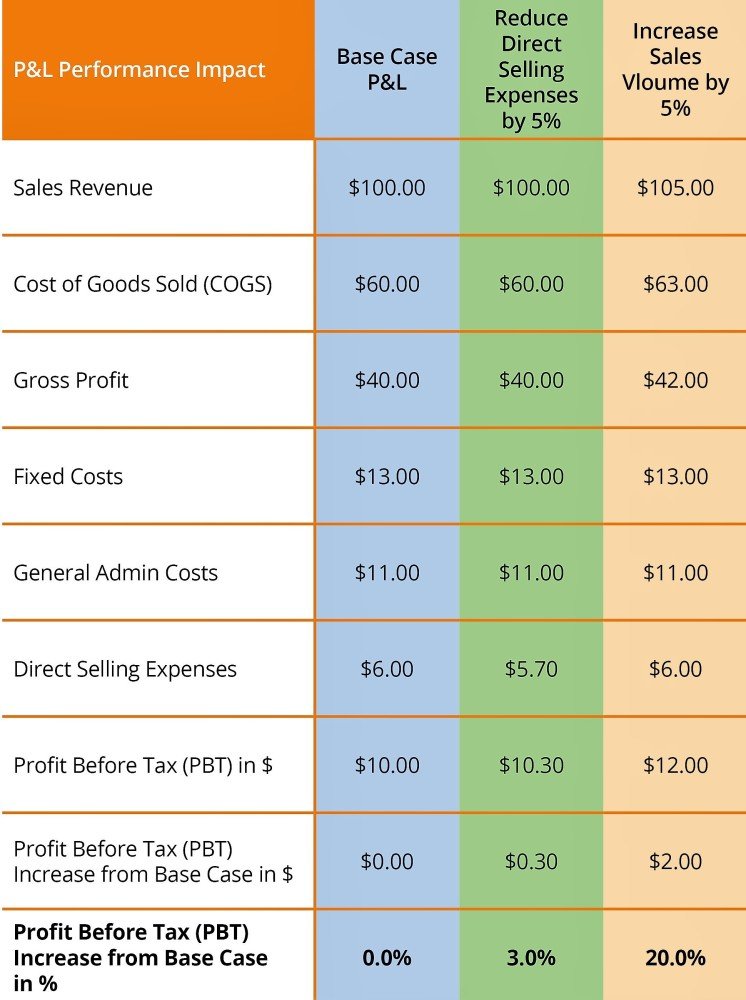 P&L Performance Impact
Base Case
P&L
Reduce
Direct
Selling
Expenses
by 5%
Increase
Sales
Vloume by
5%
Sales Revenue
$100.00
$100.00
$105.00
Cost of Goods Sold (COGS)
$60.00
$60.00
$63.00
Gross Profit
$40.00
$40.00
$42.00
Fixed Costs
$13.00
$13.00
$13.00
General Admin Costs
$11.00
$11.00
$11.00
Direct Selling Expenses
$6.00
$5.70
$6.00
Profit Before Tax (PBT) in $
$10.00
$10.30
$12.00
Profit Before Tax (PBT)
Increase from Base Case in $
$0.00
$0.30
$2.00
Profit Before Tax (PBT)
Increase from Base Case
in %
0.0%
3.0%
20.0%